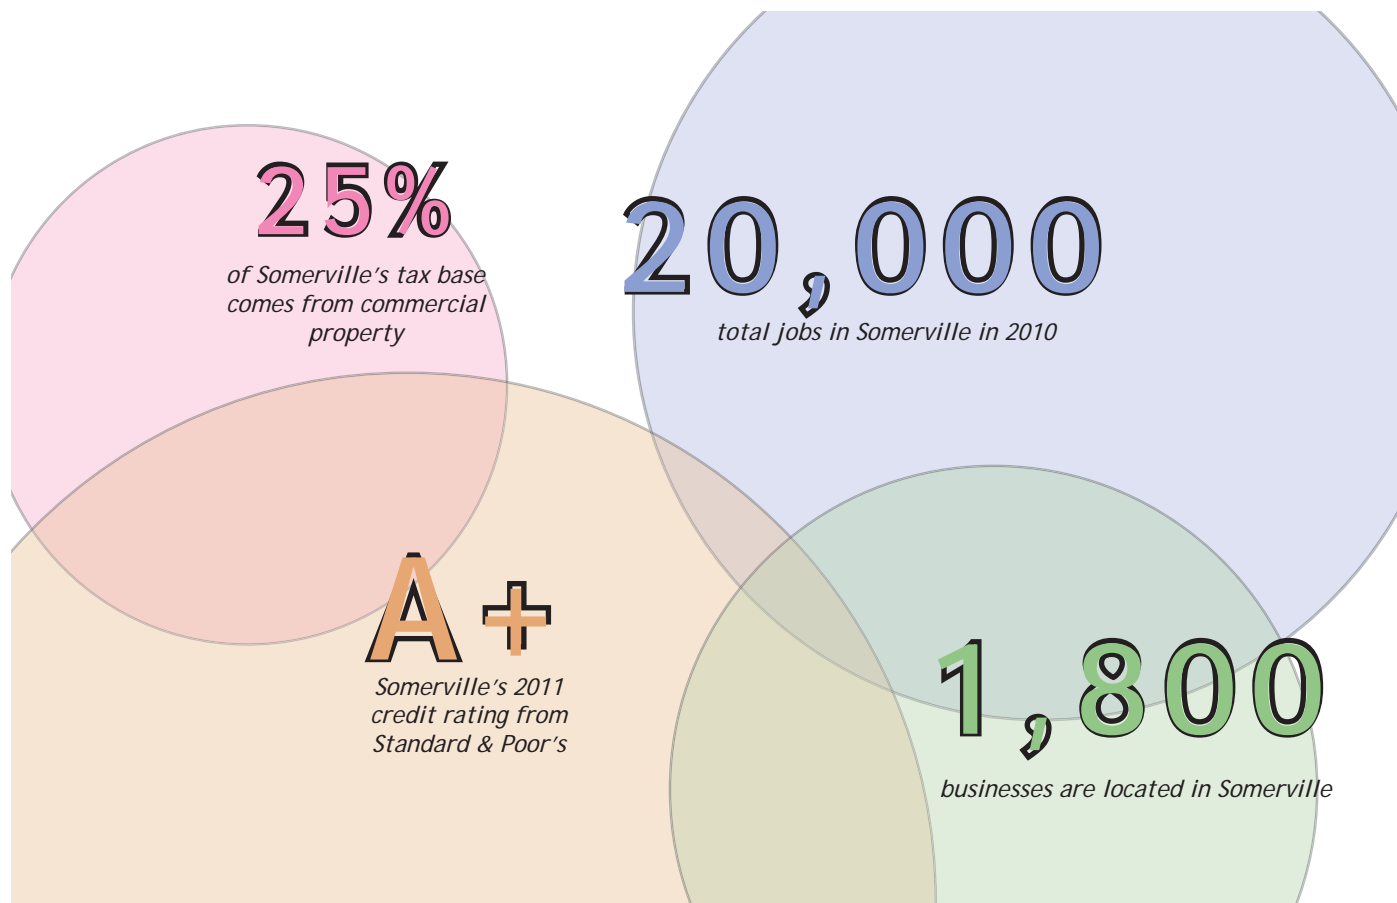 25%
of Somerville's tax base
comes from commercial
property
20,000
total jobs in Somerville in 2010
A+
Somerville's 2011
credit rating from
Standard & Poor's
1,800
businesses are located in Somerville